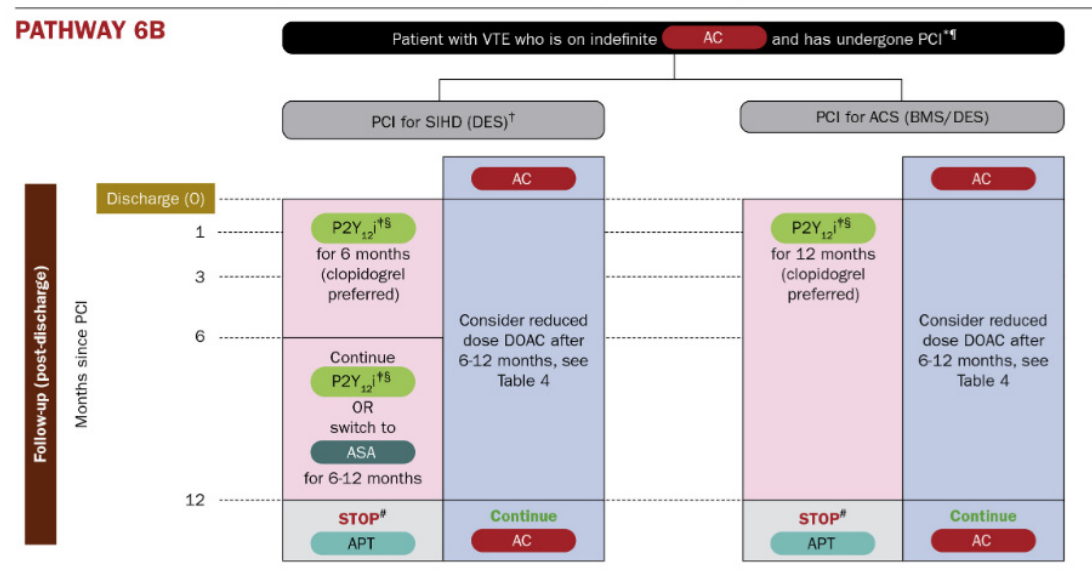 PATHWAY 6B
Patient with VTE who is on indefinite AC and has undergone PCI*¶
PCI for SIHD (DES)†
PCI for ACS (BMS/DES)
Follow-up (post-discharge)
Months since PCI
Discharge (0)
1
3
6
12
P2Y₁₂i†§
for 6 months
(clopidogrel
preferred)
Continue
P2Y₁₂i†§
OR
switch to
ASA
for 6-12 months
STOP#
APT
AC
Consider reduced
dose DOAC after
6-12 months, see
Table 4
Continue
AC
P2Y₁₂i†§
for 12 months
(clopidogrel
preferred)
STOP#
APT
AC
Consider reduced
dose DOAC after
6-12 months, see
Table 4
Continue
AC